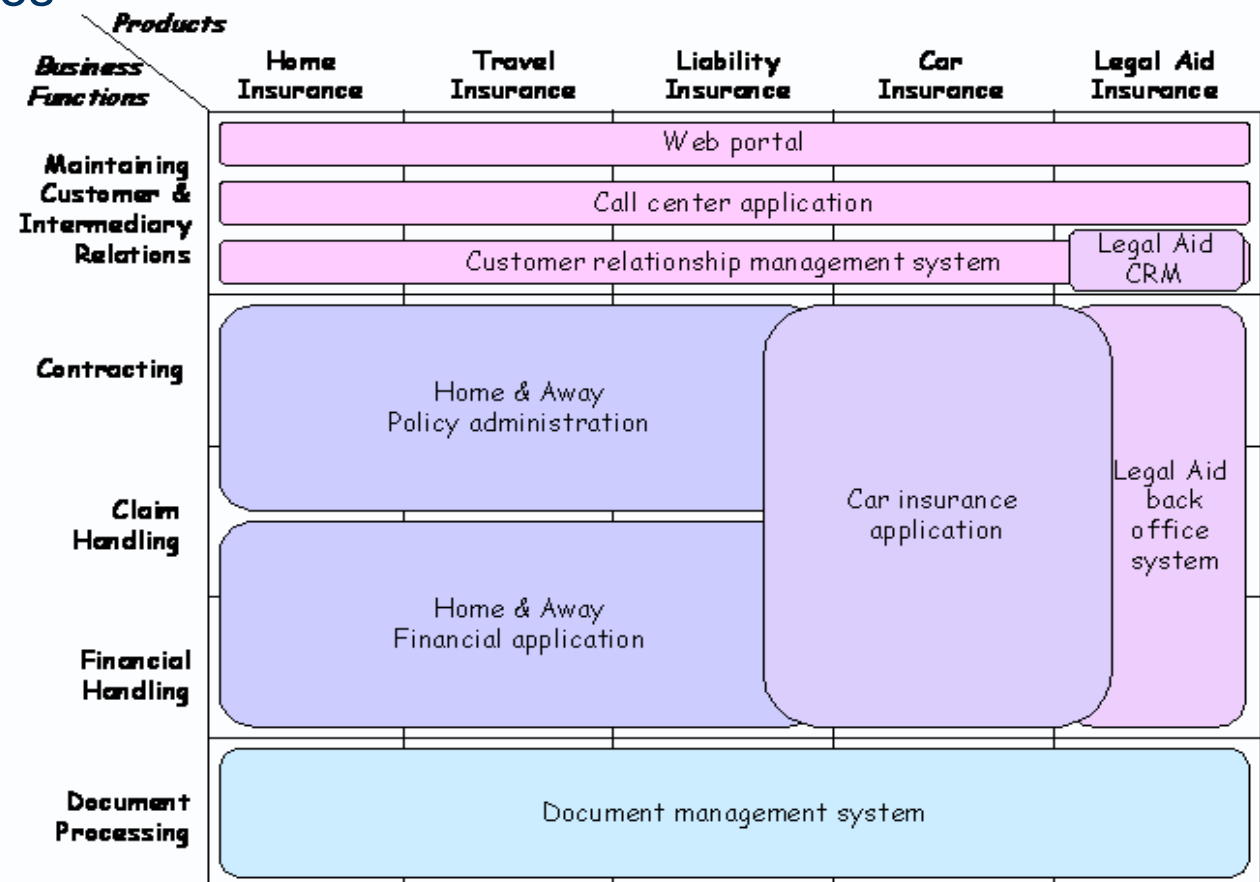 Products
Business
Functions
Home
Insurance
Travel
Insurance
Liability
Insurance
Car
Insurance
Legal Aid
Insurance
Maintaining
Customer &
Intermediary
Relations
Web portal
Call center application
Customer relationship management system
Legal Aid
CRM
Contracting
Home & Away
Policy administration
Car insurance
application
Legal Aid
back
office
system
Claim
Handling
Home & Away
Financial application
Financial
Handling
Document
Processing
Document management system